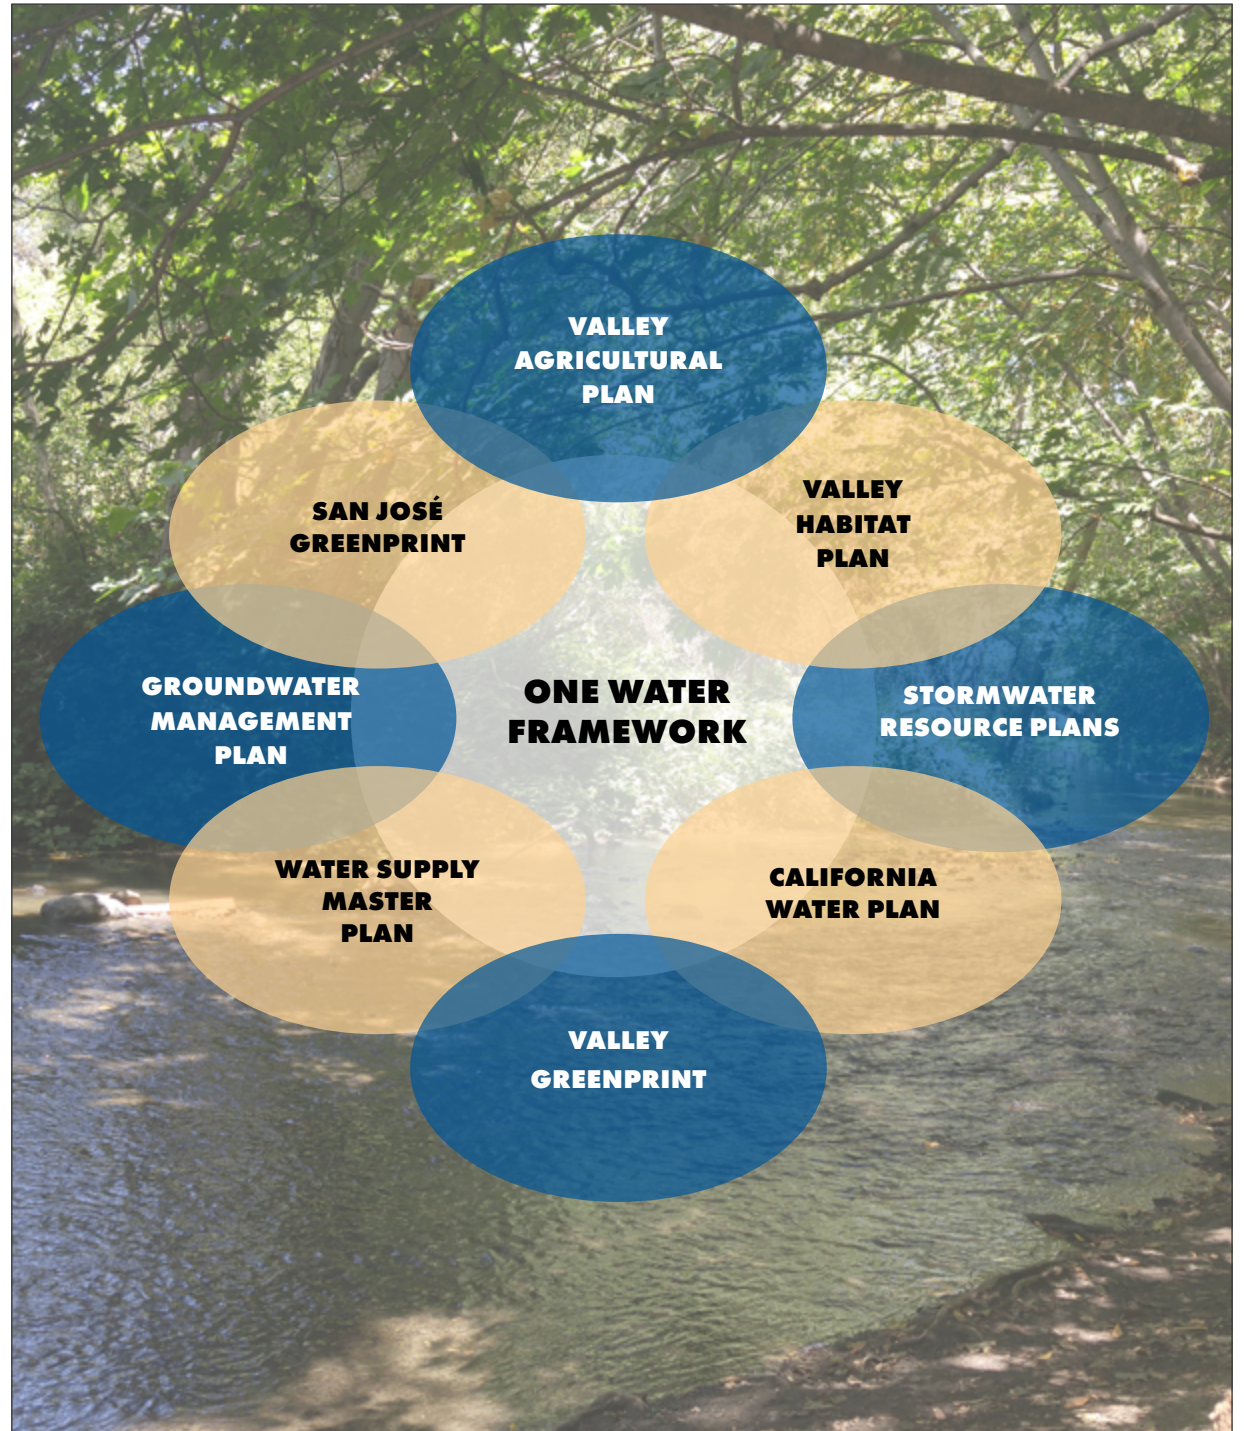 VALLEY
AGRICULTURAL
PLAN
SAN JOSÉ
GREENPRINT
VALLEY
HABITAT
PLAN
GROUNDWATER
MANAGEMENT
PLAN
ONE WATER
FRAMEWORK
STORMWATER
RESOURCE PLANS
WATER SUPPLY
MASTER
PLAN
CALIFORNIA
WATER PLAN
VALLEY
GREENPRINT